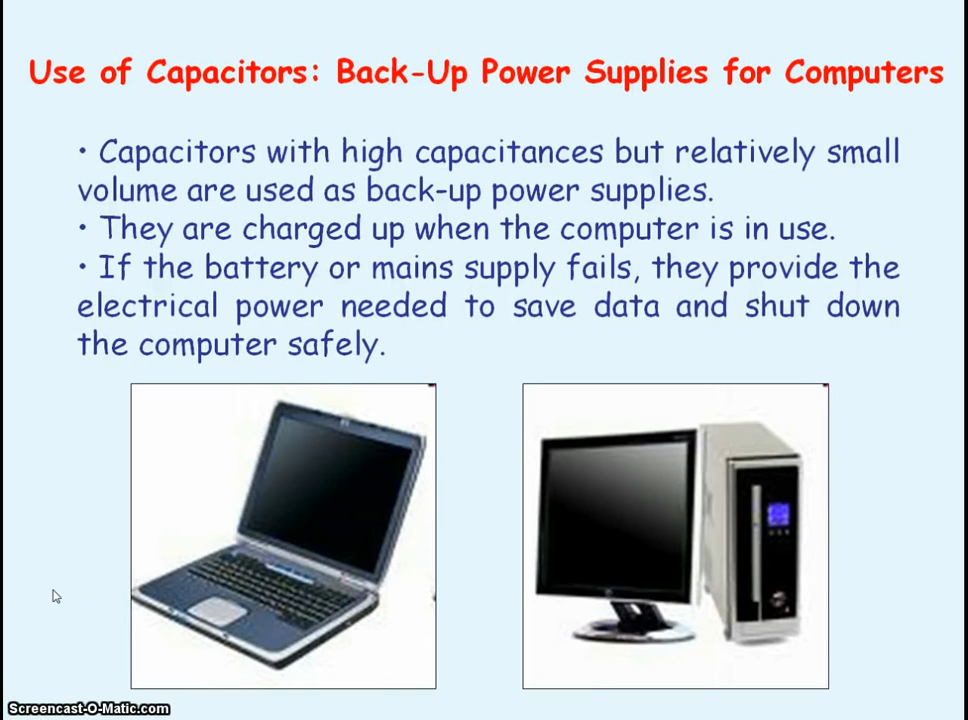 Use of Capacitors: Back-Up Power Supplies for Computers
• Capacitors with high capacitances but relatively small
volume are used as back-up power supplies.
• They are charged up when the computer is in use.
• If the battery or mains supply fails, they provide the
electrical power needed to save data and shut down
the computer safely.
Screencast-O-Matic.com